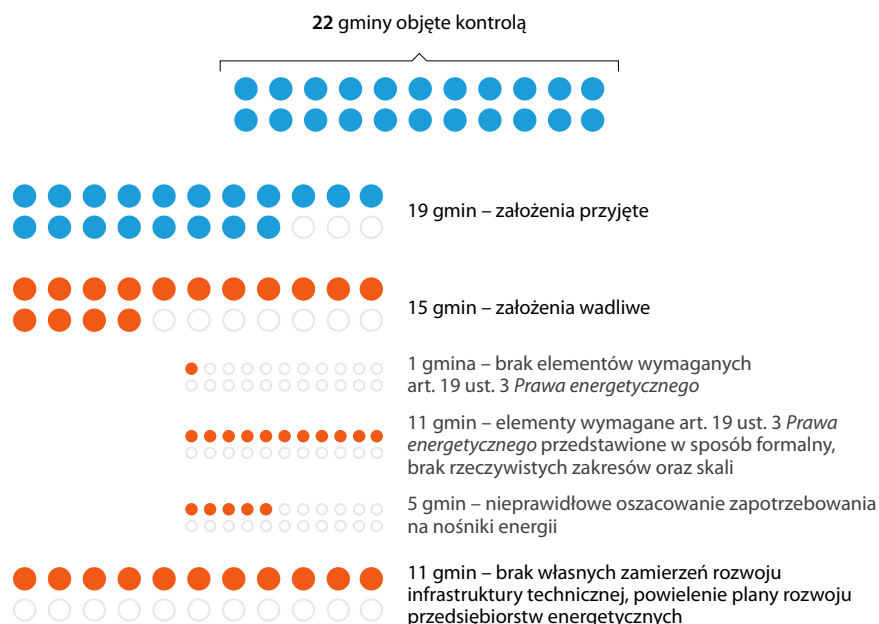 22 gminy objęte kontrolą
19 gmin – założenia przyjęte
15 gmin – założenia wadliwe
1 gmina – brak elementów wymaganych
art. 19 ust. 3 Prawa energetycznego
11 gmin – elementy wymagane art. 19 ust. 3 Prawa
energetycznego przedstawione w sposób formalny,
brak rzeczywistych zakresów oraz skali
5 gmin – nieprawidłowe oszacowanie zapotrzebowania
na nośniki energii
11 gmin – brak własnych zamierzeń rozwoju
infrastruktury technicznej, powielenie plany rozwoju
przedsiębiorstw energetycznych